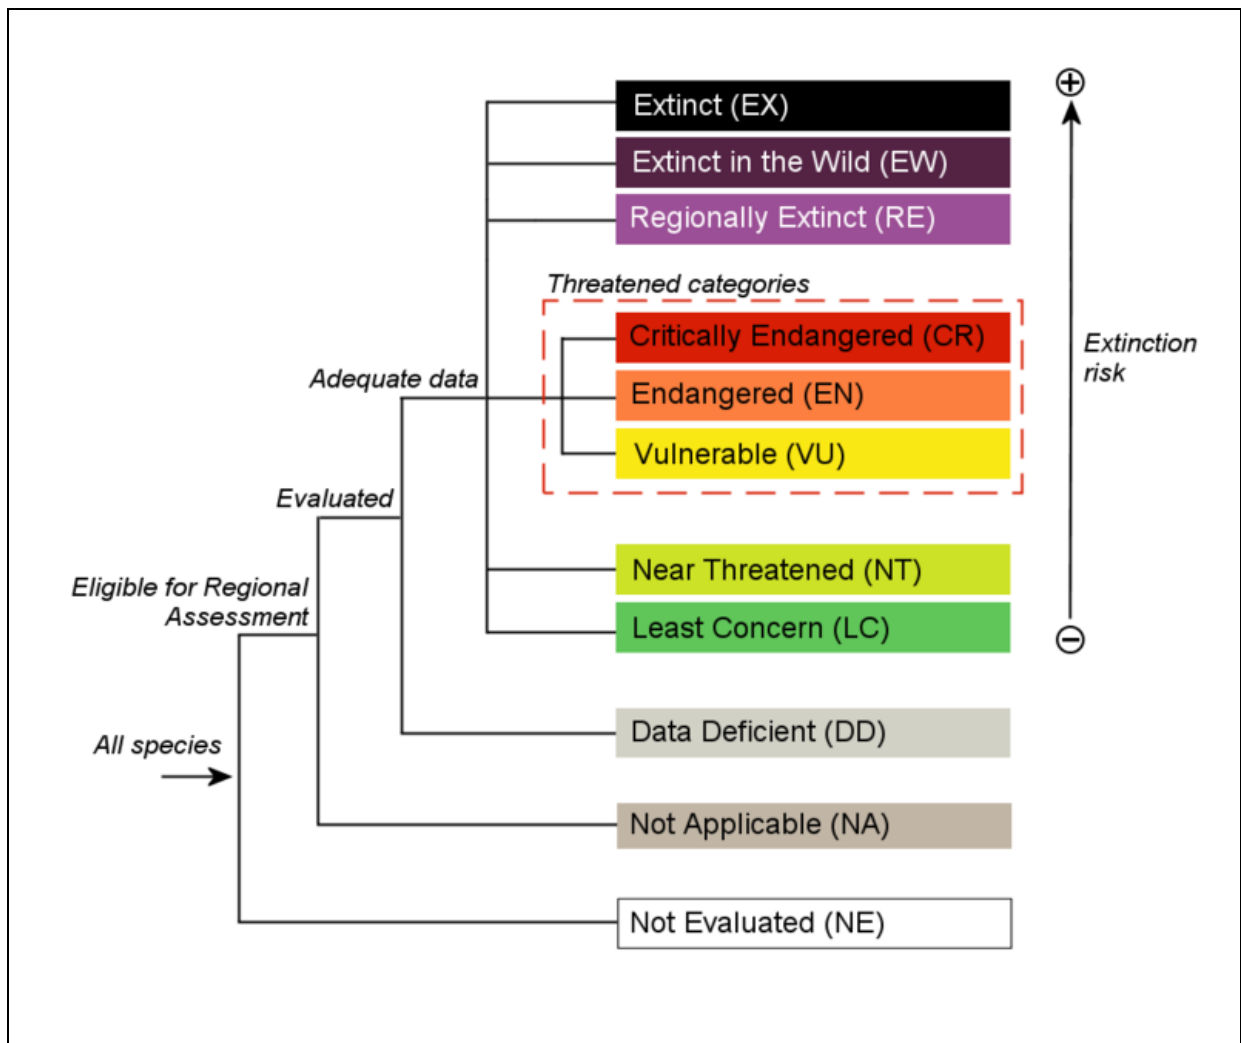 Extinct (EX)
Extinct in the Wild (EW)
Regionally Extinct (RE)
Threatened categories
Critically Endangered (CR)
Extinction
risk
Adequate data
Endangered (EN)
Vulnerable (VU)
Evaluated
Near Threatened (NT)
Eligible for Regional
Assessment
Least Concern (LC)
Data Deficient (DD)
All species
Not Applicable (NA)
Not Evaluated (NE)